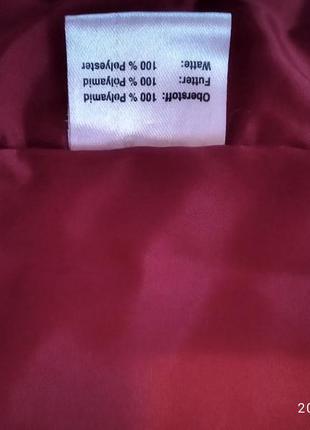 Oberstoff: 100 % Polyamid
Futter: 100 % Polyamid
Watte: 100 % Polyester
20